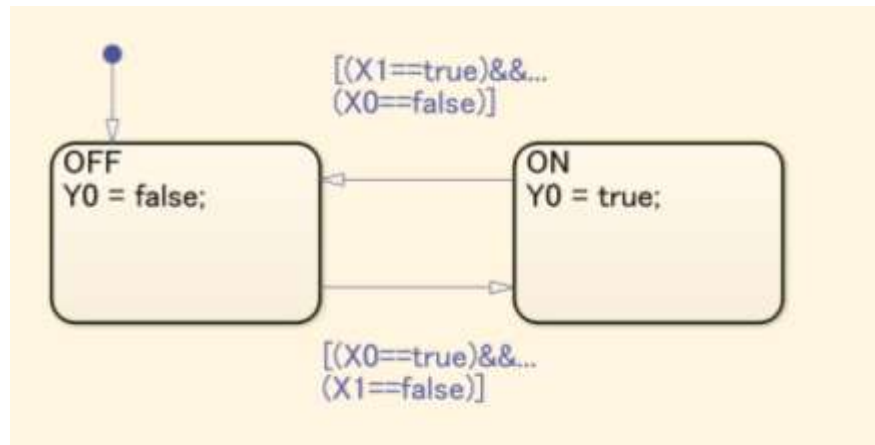 [(X1==true)&&...
(X0==false)]
OFF
Y0 = false;
ON
Y0 = true;
[(X0==true)&&...
(X1==false)]